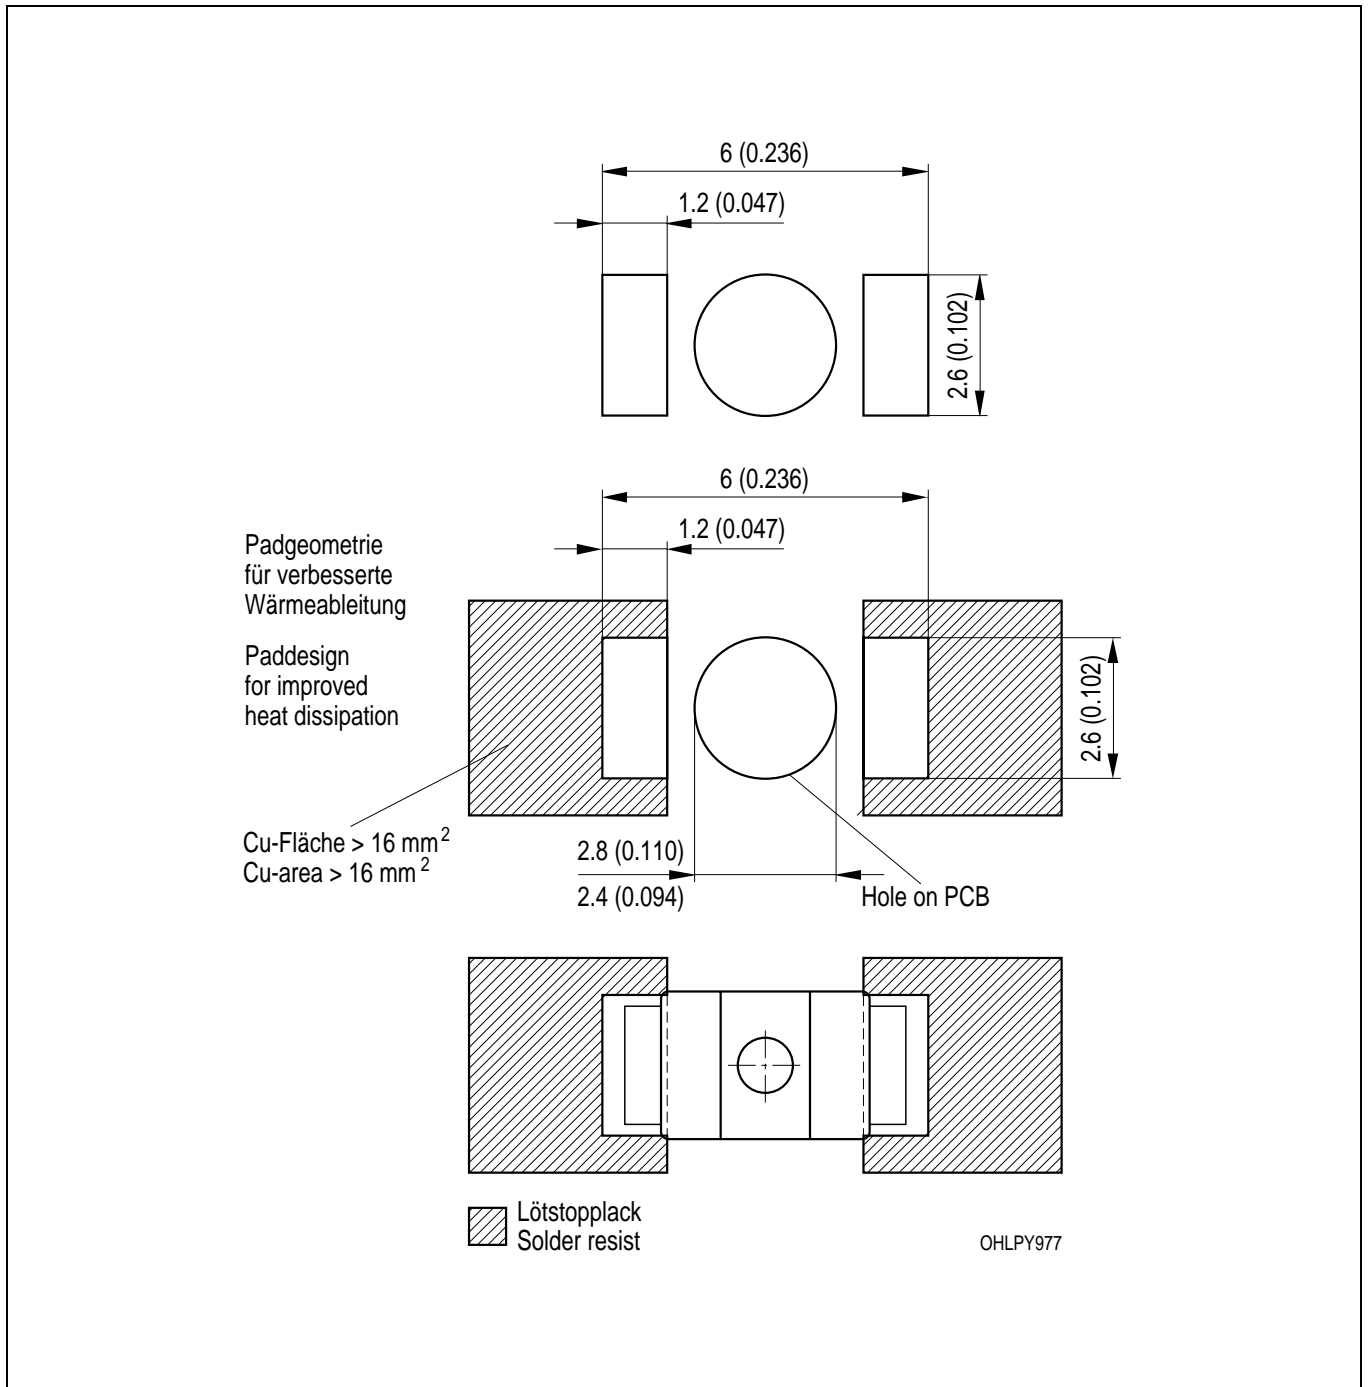 6 (0.236)
1.2 (0.047)
2.6 (0.102)
6 (0.236)
1.2 (0.047)
Padgeometrie
für verbesserte
Wärmeableitung
Paddesign
for improved
heat dissipation
2.6 (0.102)
Cu-Fläche > 16 mm²
Cu-area > 16 mm²
2.8 (0.110)
2.4 (0.094)
Hole on PCB
Lötstopplack
Solder resist
OHLPY977